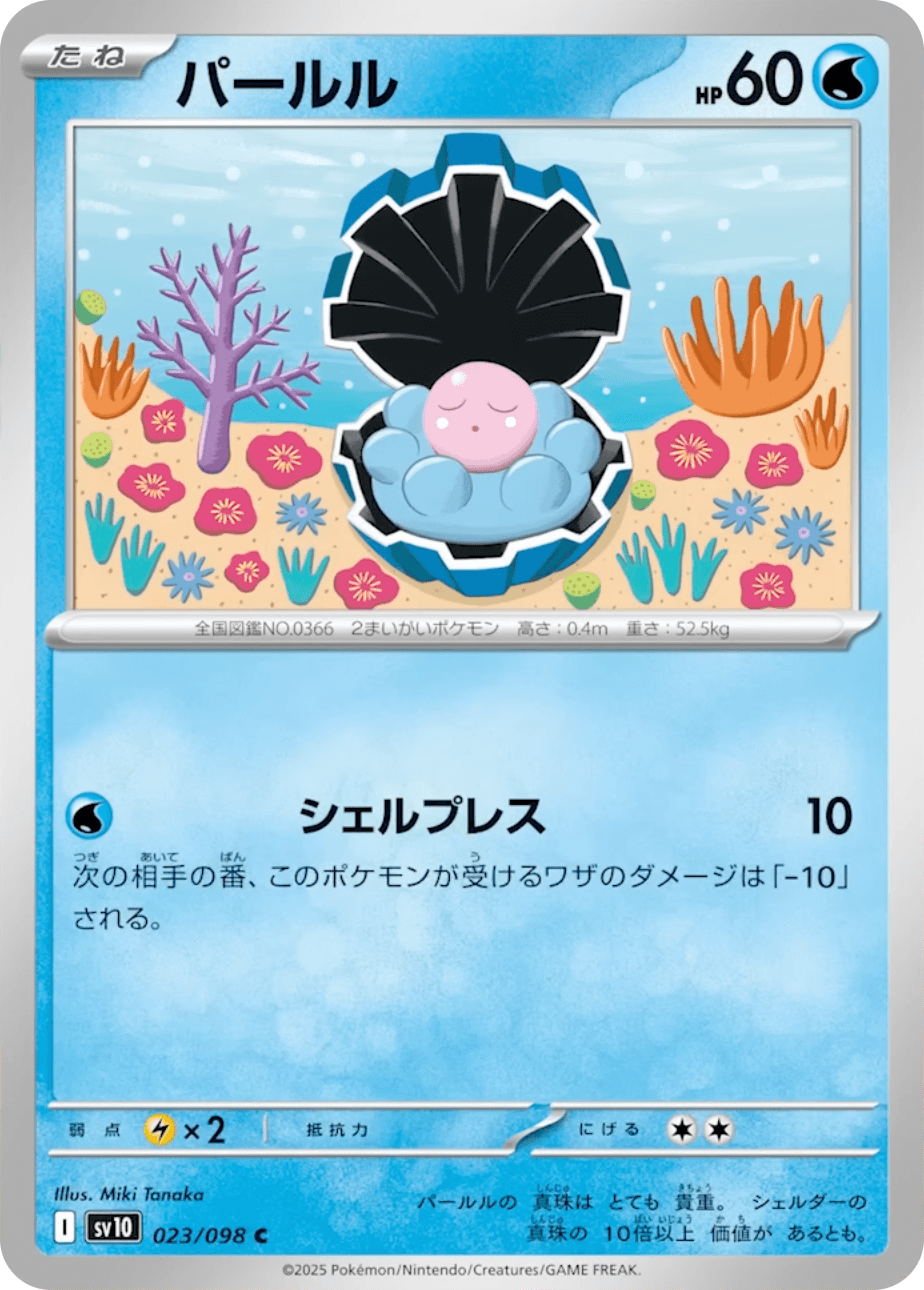 たね
パールル
HP60
全国図鑑NO.0366 2まいがいポケモン 高さ:0.4m 重さ:52.5kg
シェルプレス 10
次の相手の番、このポケモンが受けるワザのダメージは「-10」
される。
弱点 ×2 抵抗力 にげる
Illus. Miki Tanaka
パールルの 真珠は とても 貴重。 シェルダーの
真珠の 10倍以上 価値が あるとも。
I sv10 023/098 C
©2025 Pokémon/Nintendo/Creatures/GAME FREAK.